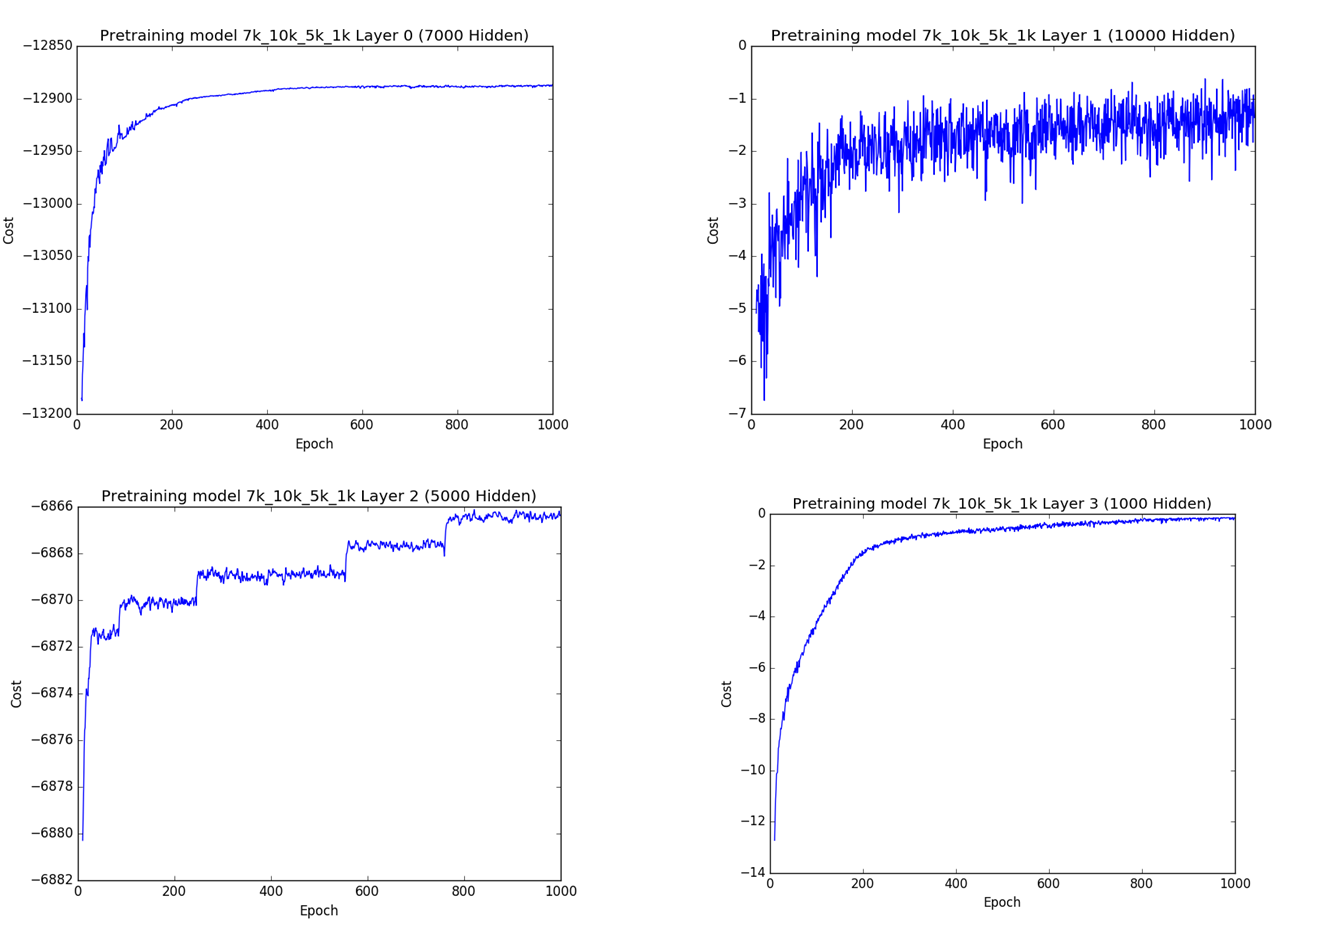 Pretraining model 7k_10k_5k_1k Layer 0 (7000 Hidden)
−12850
−12900
−12950
−13000
−13050
−13100
−13150
−13200
Cost
0 200 400 600 800 1000
Epoch
Pretraining model 7k_10k_5k_1k Layer 1 (10000 Hidden)
0
−1
−2
−3
−4
−5
−6
−7
Cost
0 200 400 600 800 1000
Epoch
Pretraining model 7k_10k_5k_1k Layer 2 (5000 Hidden)
−6866
−6868
−6870
−6872
−6874
−6876
−6878
−6880
−6882
Cost
0 200 400 600 800 1000
Epoch
Pretraining model 7k_10k_5k_1k Layer 3 (1000 Hidden)
0
−2
−4
−6
−8
−10
−12
−14
Cost
0 200 400 600 800 1000
Epoch